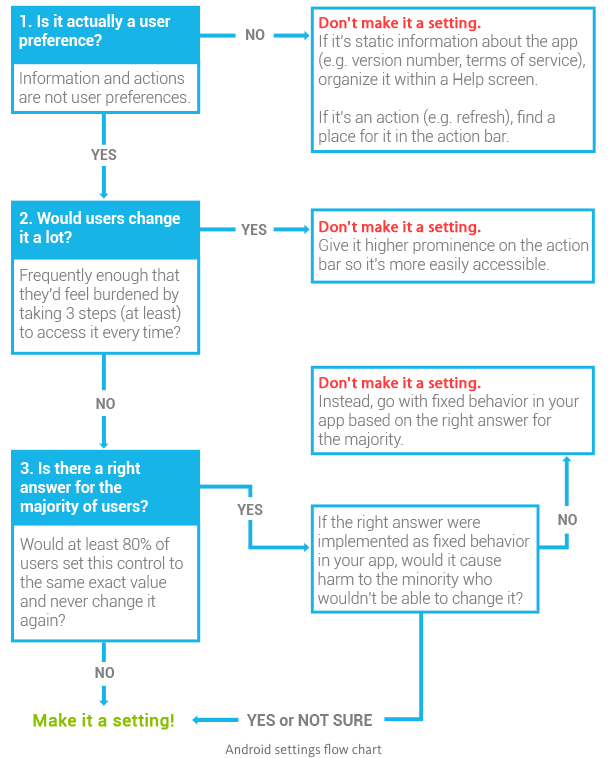 1. Is it actually a user
preference?
Information and actions
are not user preferences.
NO
Don't make it a setting.
If it's static information about the app
(e.g. version number, terms of service),
organize it within a Help screen.
If it's an action (e.g. refresh), find a
place for it in the action bar.
YES
2. Would users change
it a lot?
Frequently enough that
they'd feel burdened by
taking 3 steps (at least)
to access it every time?
YES
Don't make it a setting.
Give it higher prominence on the action
bar so it's more easily accessible.
NO
3. Is there a right
answer for the
majority of users?
Would at least 80% of
users set this control to
the same exact value
and never change it
again?
YES
If the right answer were
implemented as fixed behavior
in your app, would it cause
harm to the minority who
wouldn't be able to change it?
NO
Don't make it a setting.
Instead, go with fixed behavior in your
app based on the right answer for
the majority.
NO
YES or NOT SURE
Make it a setting!
Android settings flow chart